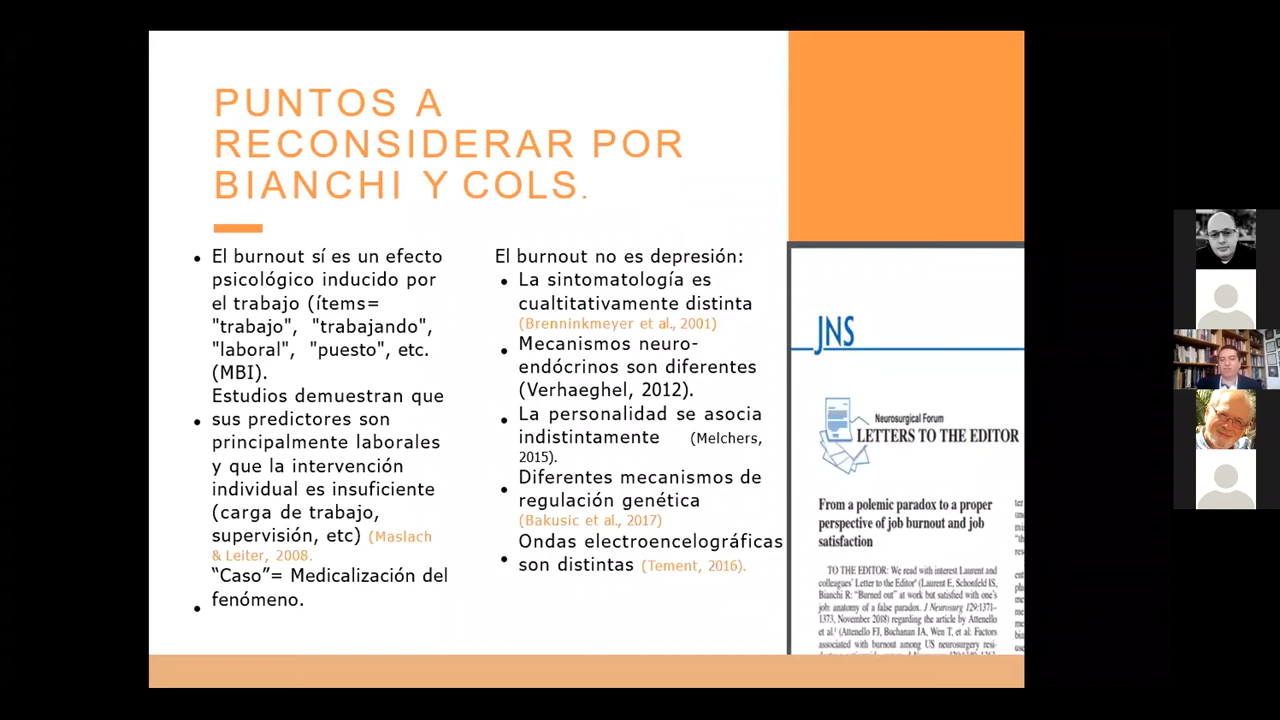 PUNTOS A
RECONSIDERAR POR
BIANCHI Y COLS.
El burnout sí es un efecto
psicológico inducido por
el trabajo (ítems=
"trabajo", "trabajando",
"laboral", "puesto", etc.
(MBI).
Estudios demuestran que
sus predictores son
principalmente laborales
y que la intervención
individual es insuficiente
(carga de trabajo,
supervisión, etc) (Maslach
& Leiter, 2008.
“Caso”= Medicalización del
fenómeno.
El burnout no es depresión:
La sintomatología es
cualtitativamente distinta
(Brenninkmeyer et al., 2001)
Mecanismos neuro-
endócrinos son diferentes
(Verhaeghel, 2012).
La personalidad se asocia
indistintamente (Melchers,
2015).
Diferentes mecanismos de
regulación genética
(Bakusic et al., 2017)
Ondas electroencelográficas
son distintas (Tement, 2016).
JNS
Neurosurgical Forum
LETTERS TO THE EDITOR
From a polemic paradox to a proper
perspective of job burnout and job
satisfaction
TO THE EDITOR: We read with interest Laurent and
colleagues' Letter to the Editor (Laurent E, Schonfeld IS,
Bianchi R: “Burned out” at work but satisfied with one's
job: anatomy of a false paradox. J Neurosurg 129:1371–
1373, November 2018) regarding the article by Attenello
et al.¹ (Attenello FJ, Buchanan IA, Wen T, et al: Factors
associated with burnout among US neurosurgery resi-